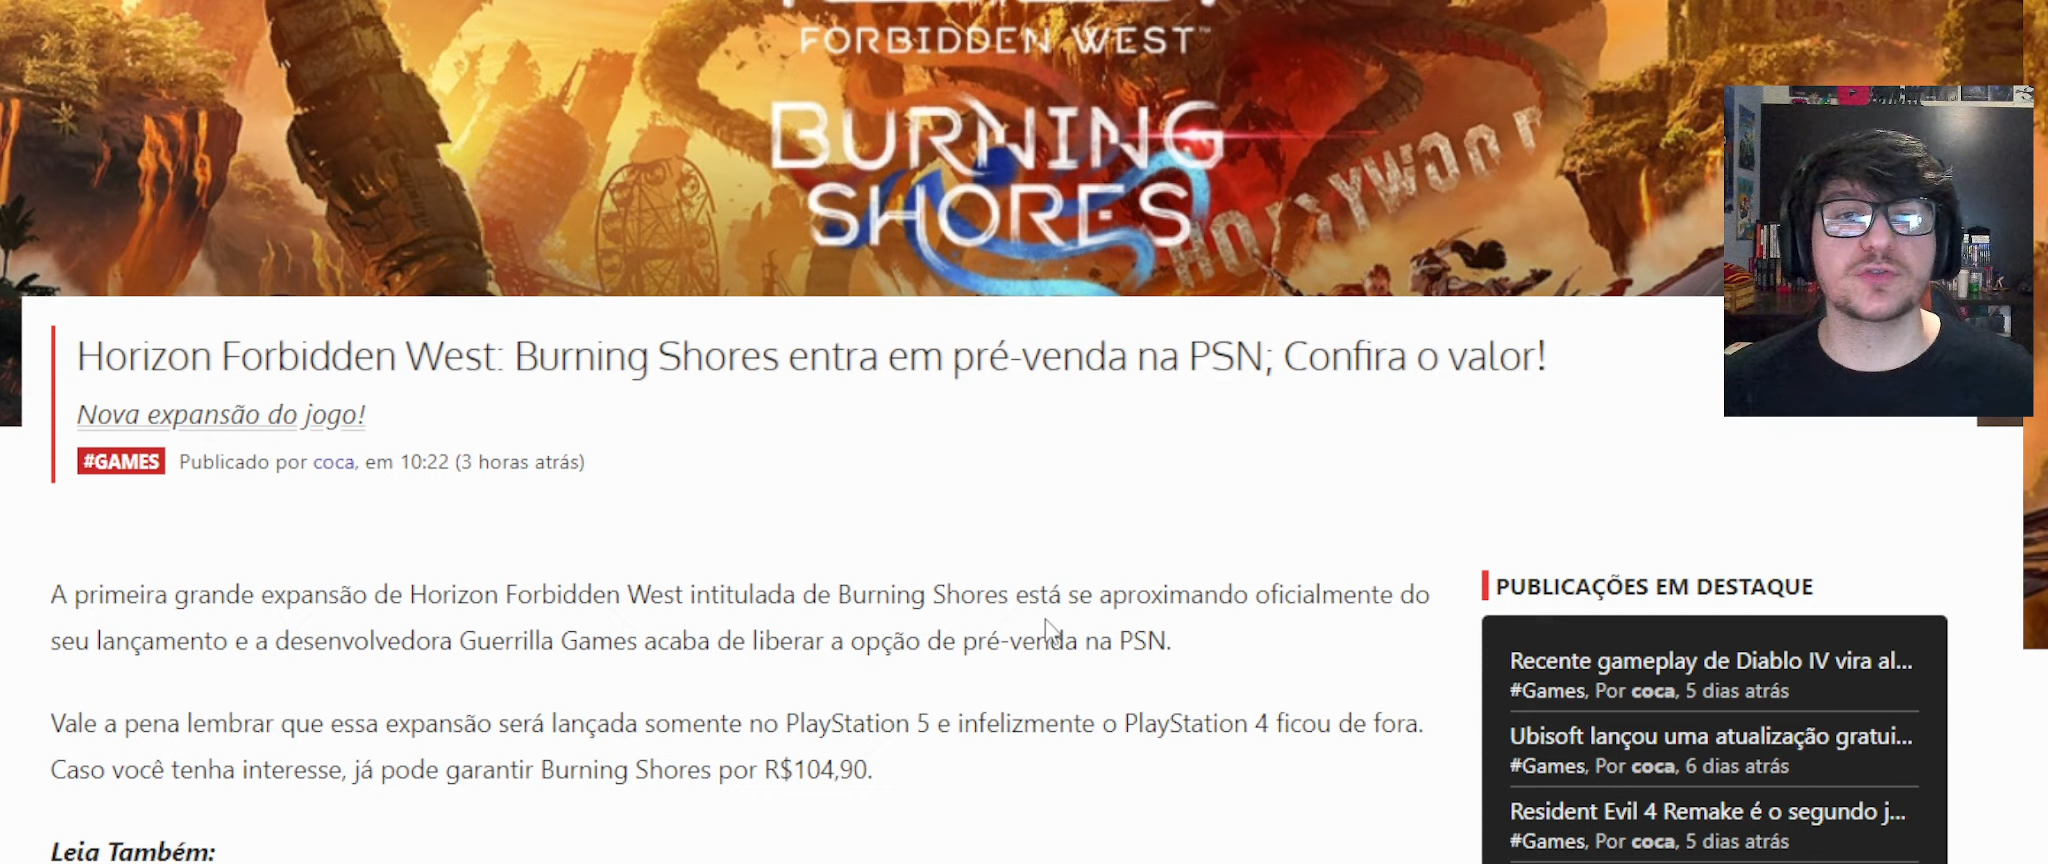 FORBIDDEN WEST™
BURNING
SHORES
HOLLYWOOD
Horizon Forbidden West: Burning Shores entra em pré-venda na PSN; Confira o valor!
Nova expansão do jogo!
#GAMES Publicado por coca, em 10:22 (3 horas atrás)
A primeira grande expansão de Horizon Forbidden West intitulada de Burning Shores está se aproximando oficialmente do
seu lançamento e a desenvolvedora Guerrilla Games acaba de liberar a opção de pré-venda na PSN.
Vale a pena lembrar que essa expansão será lançada somente no PlayStation 5 e infelizmente o PlayStation 4 ficou de fora.
Caso você tenha interesse, já pode garantir Burning Shores por R$104,90.
Leia Também:
PUBLICAÇÕES EM DESTAQUE
Recente gameplay de Diablo IV vira al...
#Games, Por coca, 5 dias atrás
Ubisoft lançou uma atualização gratui...
#Games, Por coca, 6 dias atrás
Resident Evil 4 Remake é o segundo j...
#Games, Por coca, 5 dias atrás